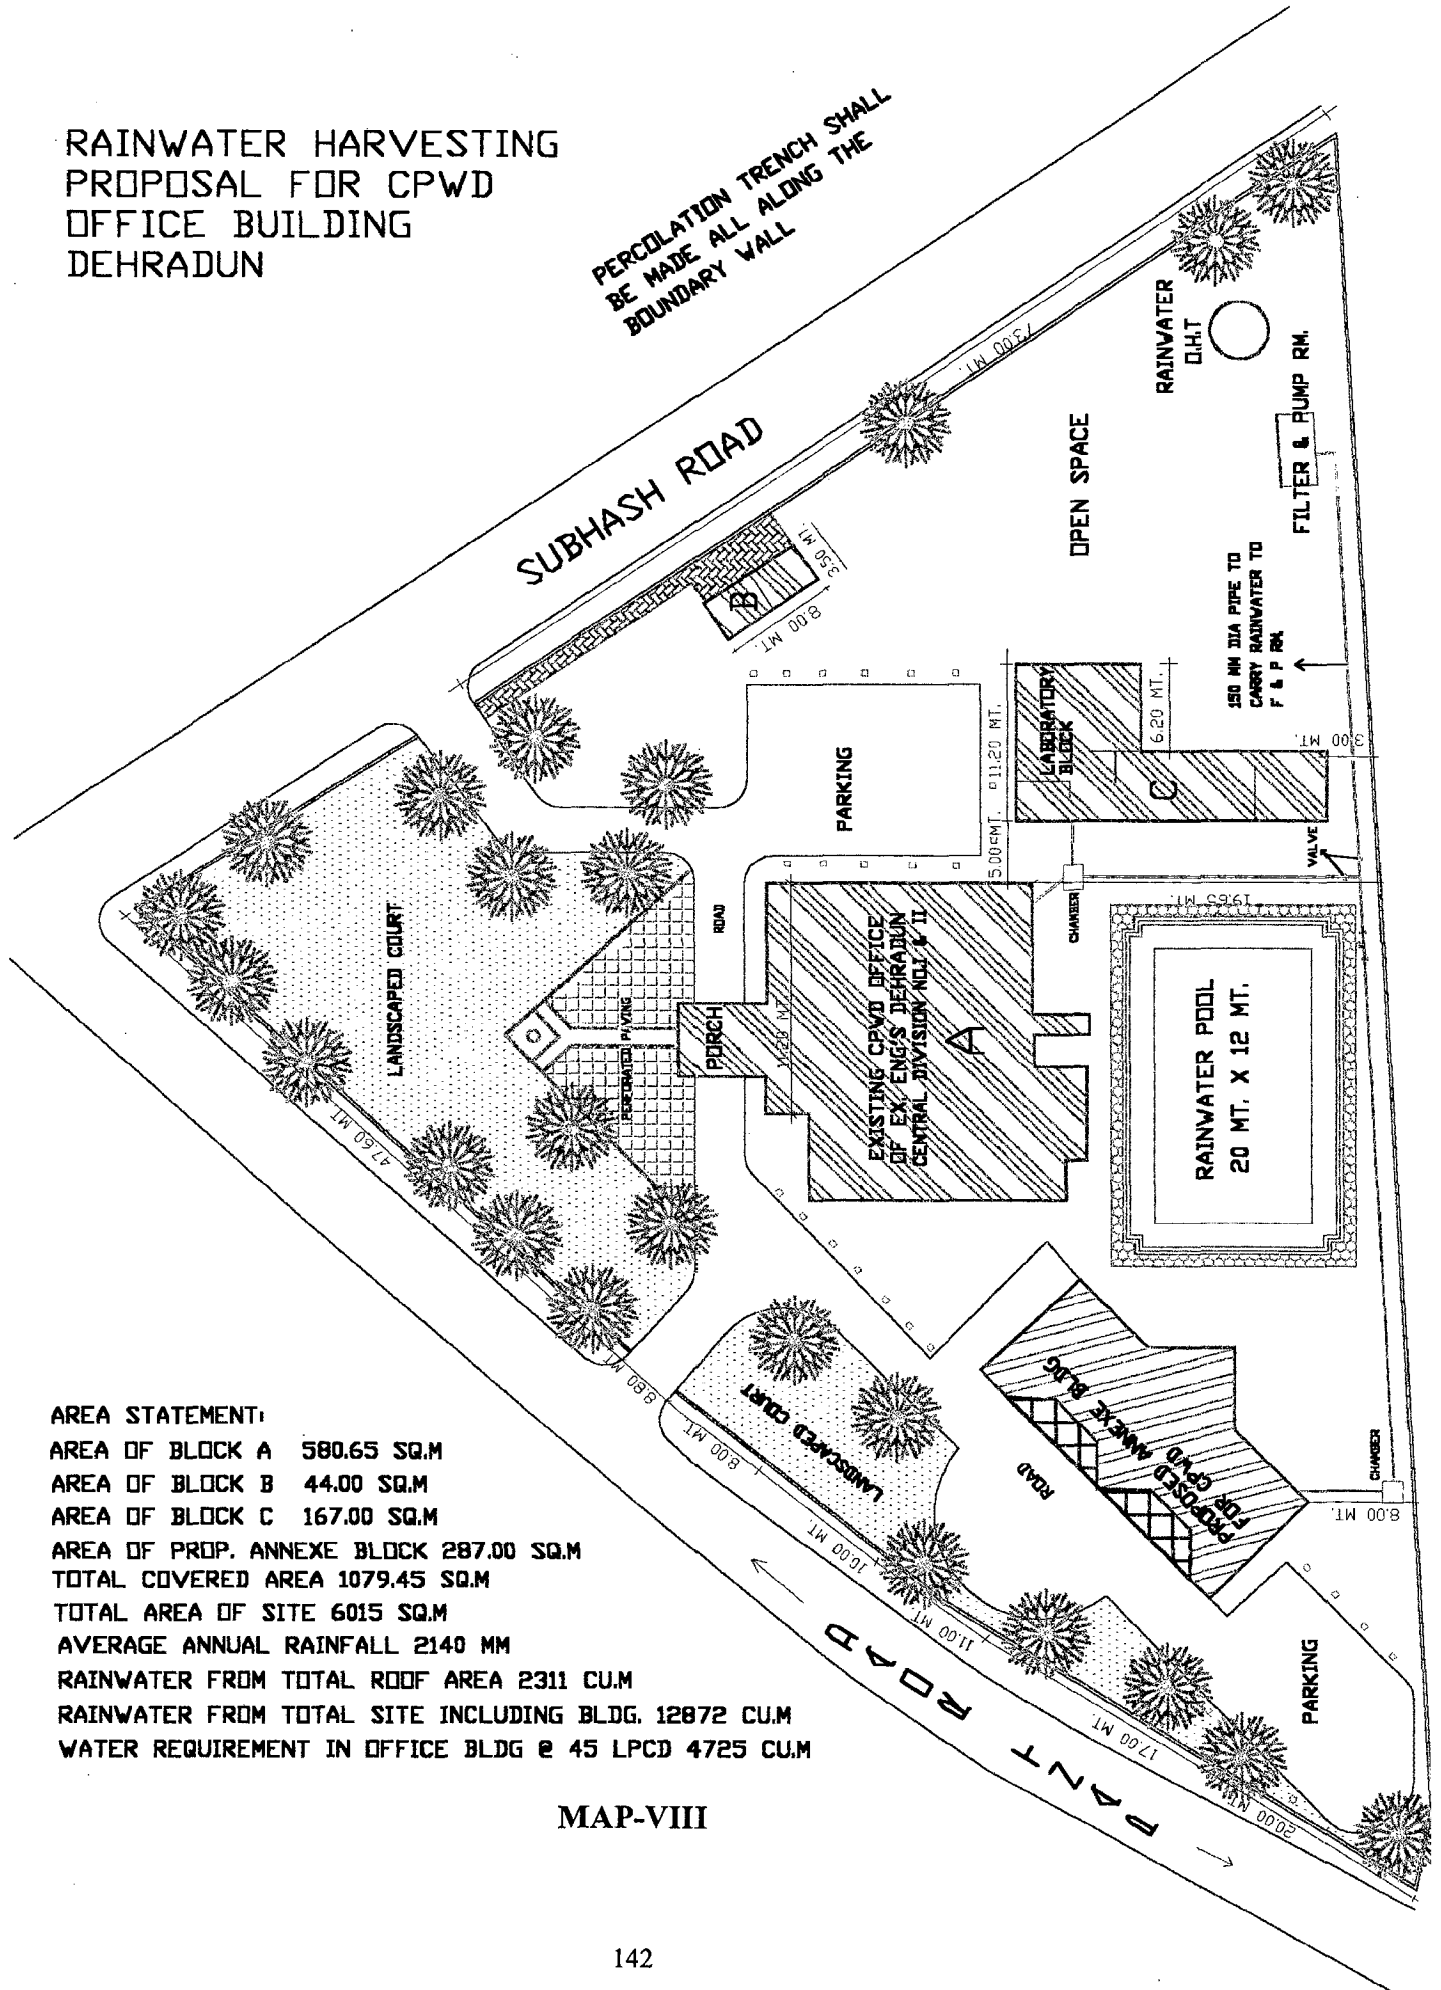 RAINWATER HARVESTING
PROPOSAL FOR CPWD
OFFICE BUILDING
DEHRADUN
PERCOLATION TRENCH SHALL
BE MADE ALL ALONG THE
BOUNDARY WALL
SUBHASH ROAD
73.00 MT.
RAINWATER
O.H.T
FILTER & PUMP RM.
OPEN SPACE
150 MM DIA PIPE TO
CARRY RAINWATER TO
F & P RM.
B
3.50 MT.
8.00 MT.
LABORATORY
BLOCK
C
6.20 MT.
11.20 MT.
3.00 MT.
5.00 MT.
PARKING
VALVE
CHAMBER
19.65 MT.
LANDSCAPED COURT
ROAD
PERFORATED PAVING
PORCH
EXISTING CPWD OFFICE
OF EX. ENG'S DEHRADUN
CENTRAL DIVISION NO.I & II
A
RAINWATER POOL
20 MT. X 12 MT.
47.60 MT.
8.80 MT.
8.00 MT.
10.00 MT.
11.00 MT.
17.00 MT.
20.00 MT.
LANDSCAPED COURT
ROAD
PROPOSED ANNEXE BLDG
FOR CPWD
CHAMBER
8.00 MT.
PARKING
PANT ROAD
AREA STATEMENT:
AREA OF BLOCK A 580.65 SQ.M
AREA OF BLOCK B 44.00 SQ.M
AREA OF BLOCK C 167.00 SQ.M
AREA OF PROP. ANNEXE BLOCK 287.00 SQ.M
TOTAL COVERED AREA 1079.45 SQ.M
TOTAL AREA OF SITE 6015 SQ.M
AVERAGE ANNUAL RAINFALL 2140 MM
RAINWATER FROM TOTAL ROOF AREA 2311 CU.M
RAINWATER FROM TOTAL SITE INCLUDING BLDG. 12872 CU.M
WATER REQUIREMENT IN OFFICE BLDG @ 45 LPCD 4725 CU.M
MAP-VIII
142